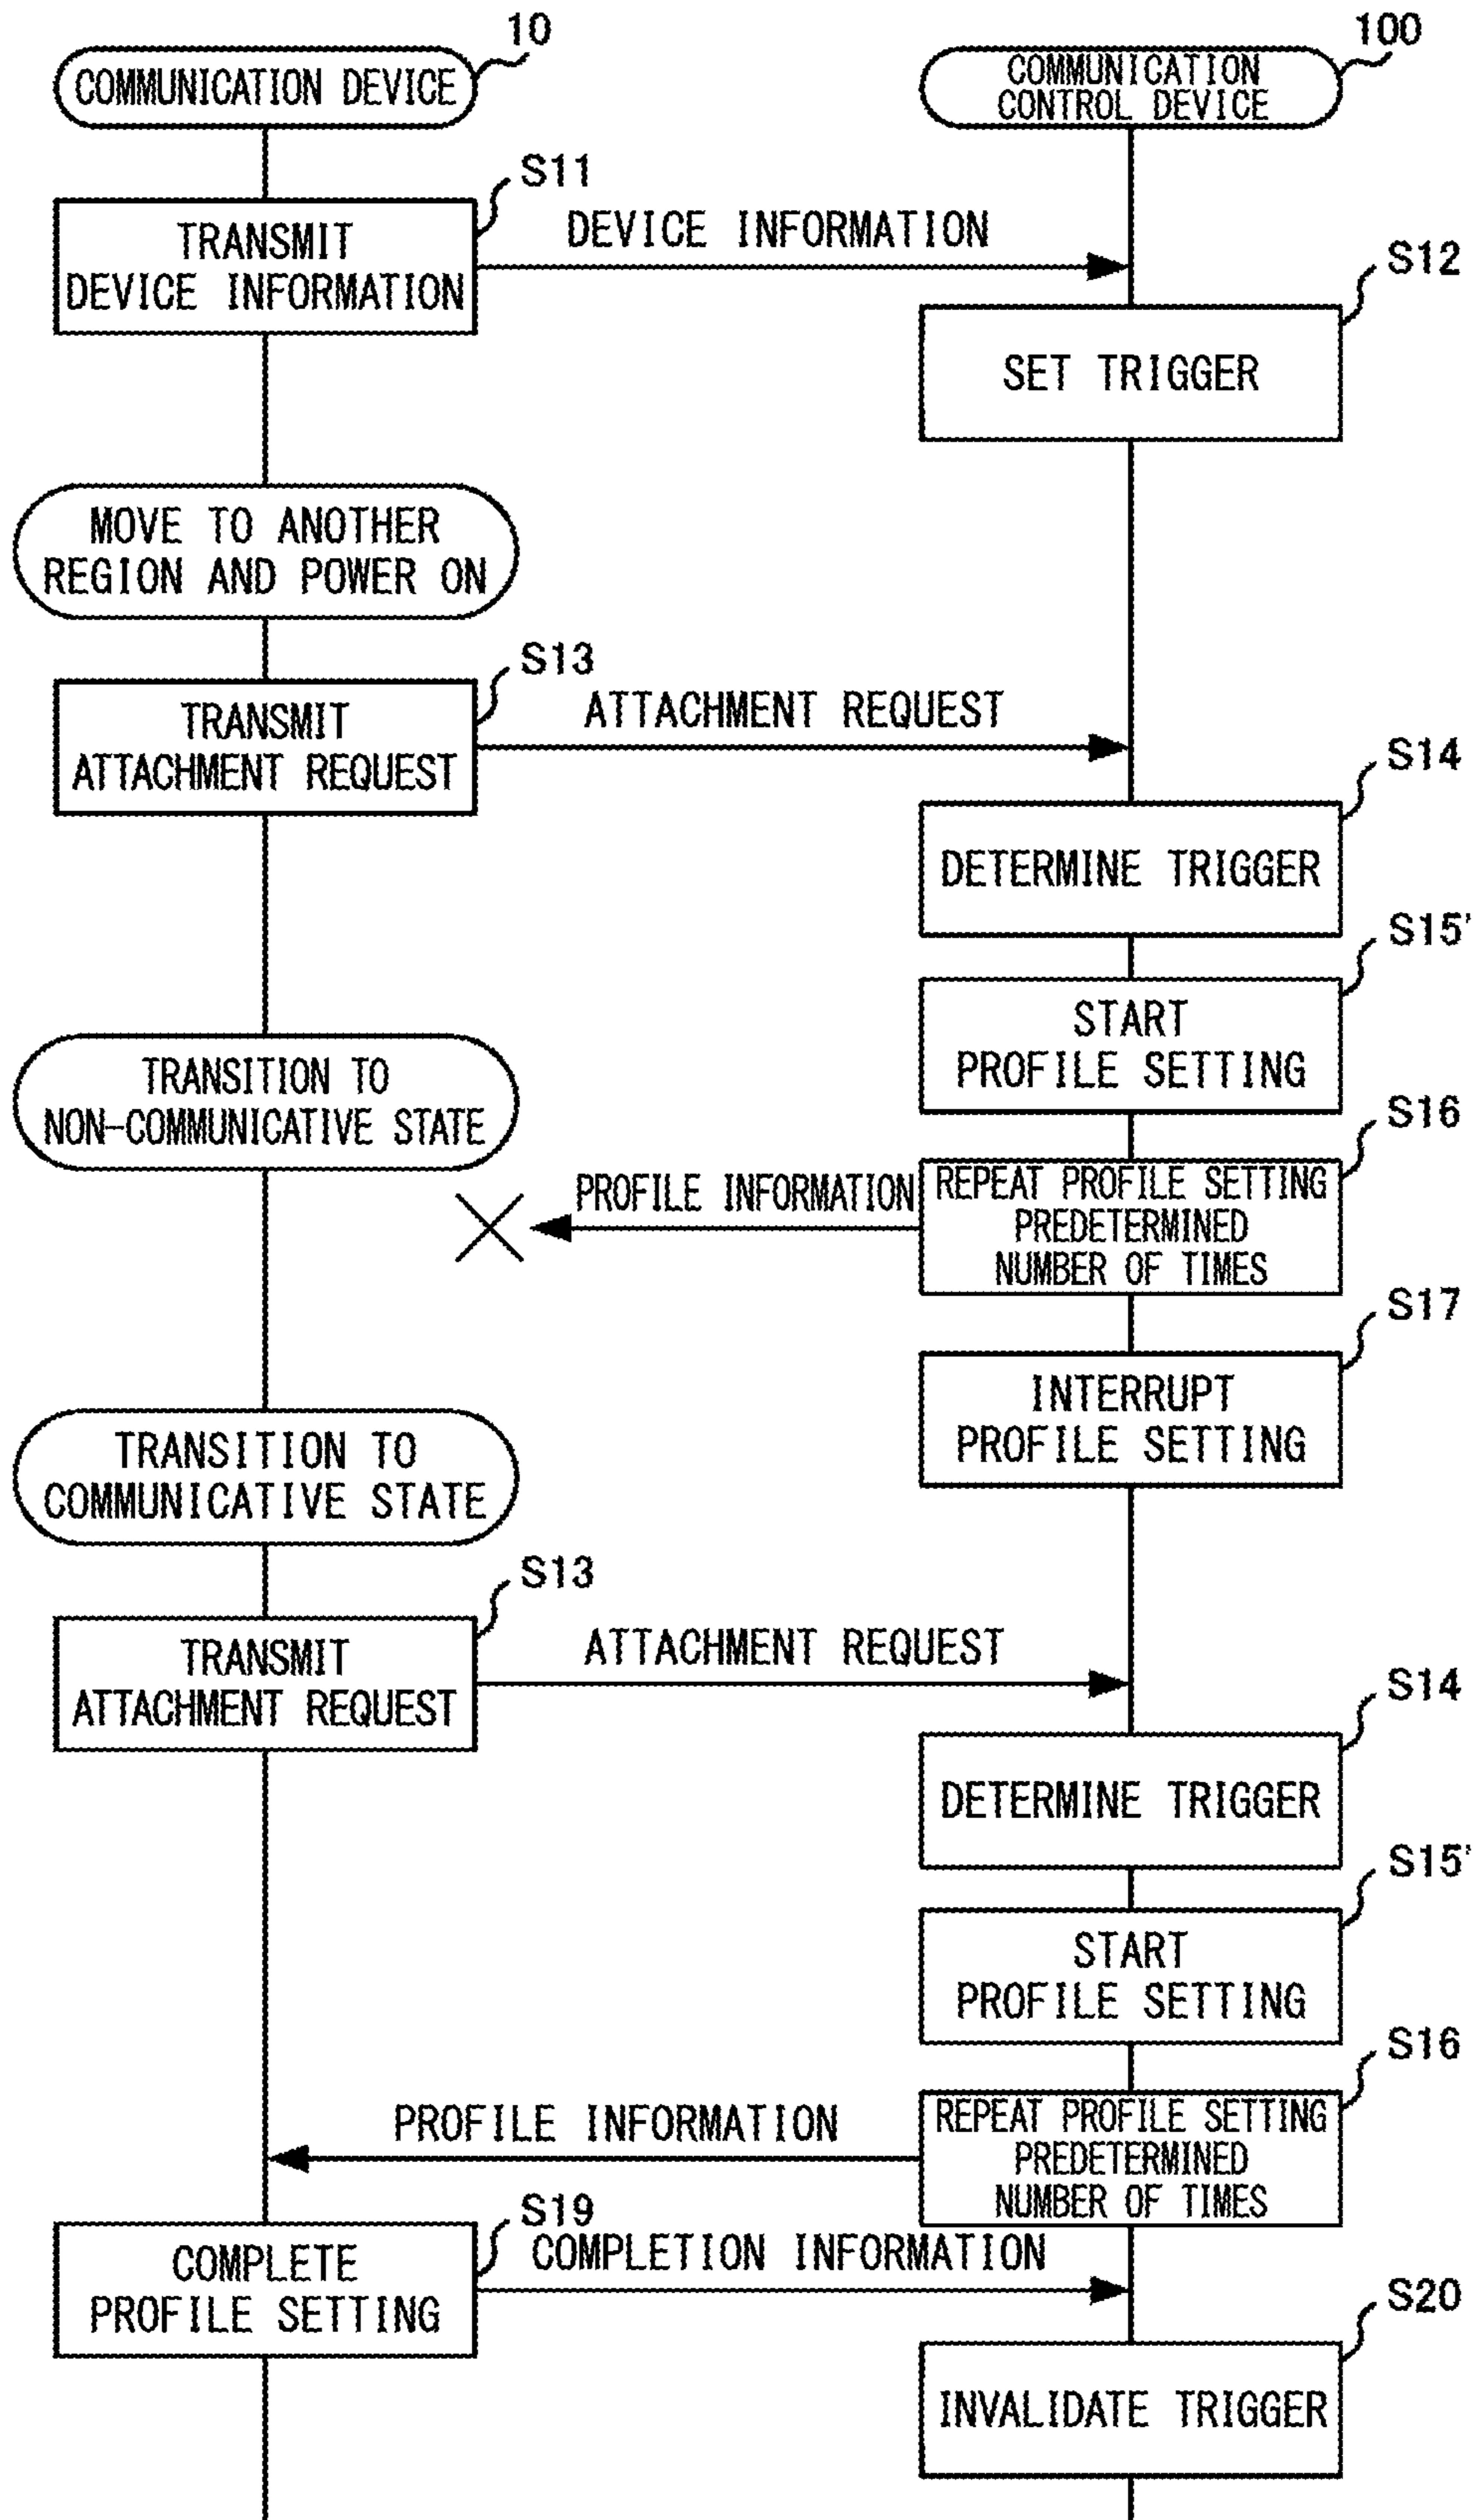 10
COMMUNICATION DEVICE
100
COMMUNICATION
CONTROL DEVICE
S11
TRANSMIT
DEVICE INFORMATION
DEVICE INFORMATION
S12
SET TRIGGER
MOVE TO ANOTHER
REGION AND POWER ON
S13
TRANSMIT
ATTACHMENT REQUEST
ATTACHMENT REQUEST
S14
DETERMINE TRIGGER
S15'
START
PROFILE SETTING
TRANSITION TO
NON-COMMUNICATIVE STATE
S16
REPEAT PROFILE SETTING
PREDETERMINED
NUMBER OF TIMES
PROFILE INFORMATION
S17
INTERRUPT
PROFILE SETTING
TRANSITION TO
COMMUNICATIVE STATE
S13
TRANSMIT
ATTACHMENT REQUEST
ATTACHMENT REQUEST
S14
DETERMINE TRIGGER
S15'
START
PROFILE SETTING
S16
REPEAT PROFILE SETTING
PREDETERMINED
NUMBER OF TIMES
PROFILE INFORMATION
S19
COMPLETE
PROFILE SETTING
COMPLETION INFORMATION
S20
INVALIDATE TRIGGER